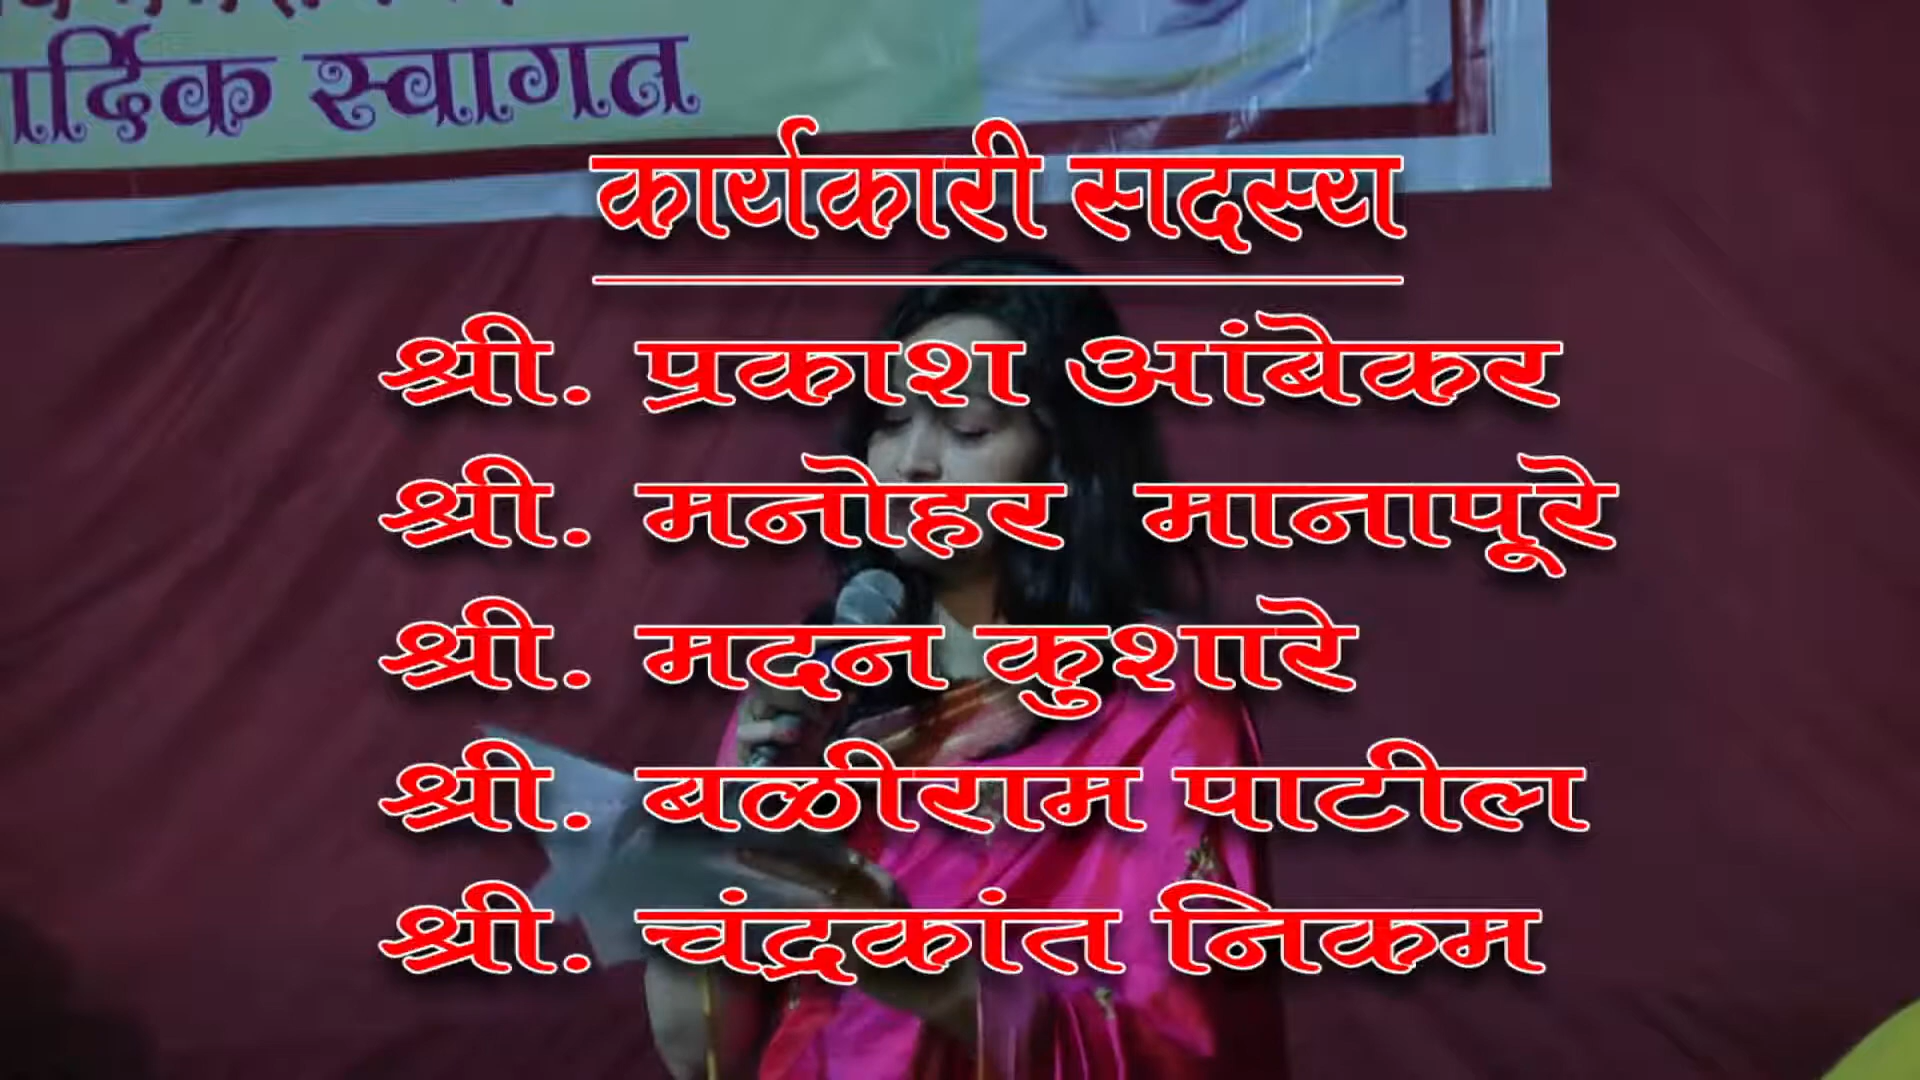 र्दिक स्वागत
कार्यकारी सदस्य
श्री. प्रकाश आंबेकर
श्री. मनोहर मानापूरे
श्री. मदन कुशारे
श्री. बळीराम पाटील
श्री. चंद्रकांत निकम